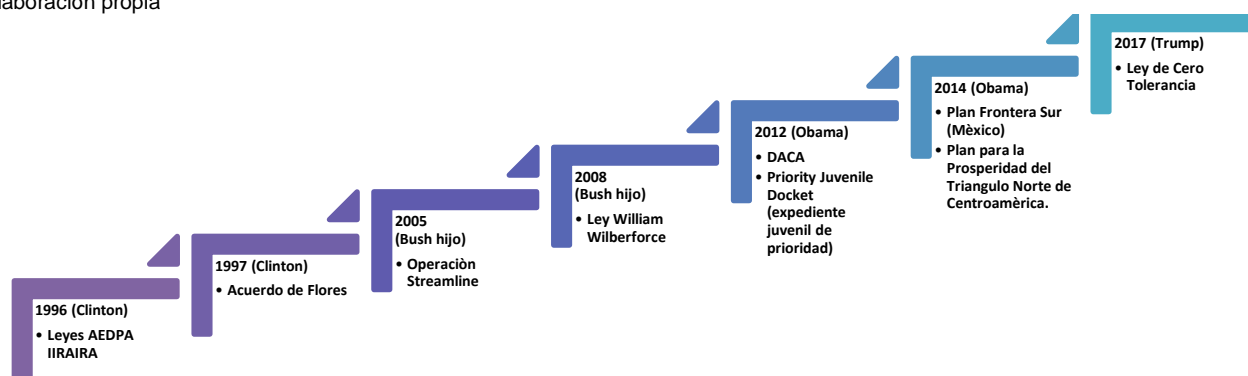 laboración propia
1996 (Clinton)
• Leyes AEDPA
IIRAIRA
1997 (Clinton)
• Acuerdo de Flores
2005
(Bush hijo)
• Operaciòn
Streamline
2008
(Bush hijo)
• Ley William
Wilberforce
2012 (Obama)
• DACA
• Priority Juvenile
Docket
(expediente
juvenil de
prioridad)
2014 (Obama)
• Plan Frontera Sur
(Mèxico)
• Plan para la
Prosperidad del
Triangulo Norte de
Centroamèrica.
2017 (Trump)
• Ley de Cero
Tolerancia